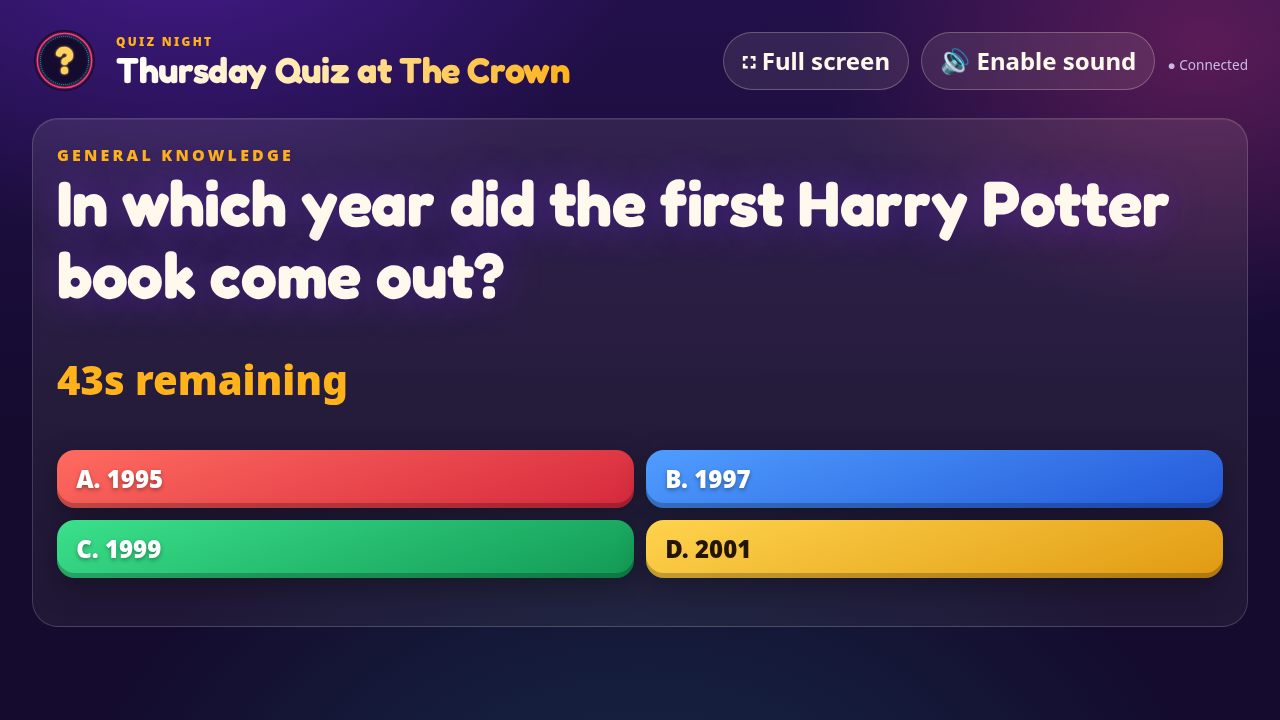 QUIZ NIGHT
Thursday Quiz at The Crown
Full screen
Enable sound
Connected
GENERAL KNOWLEDGE
In which year did the first Harry Potter
book come out?
43s remaining
A. 1995
B. 1997
C. 1999
D. 2001